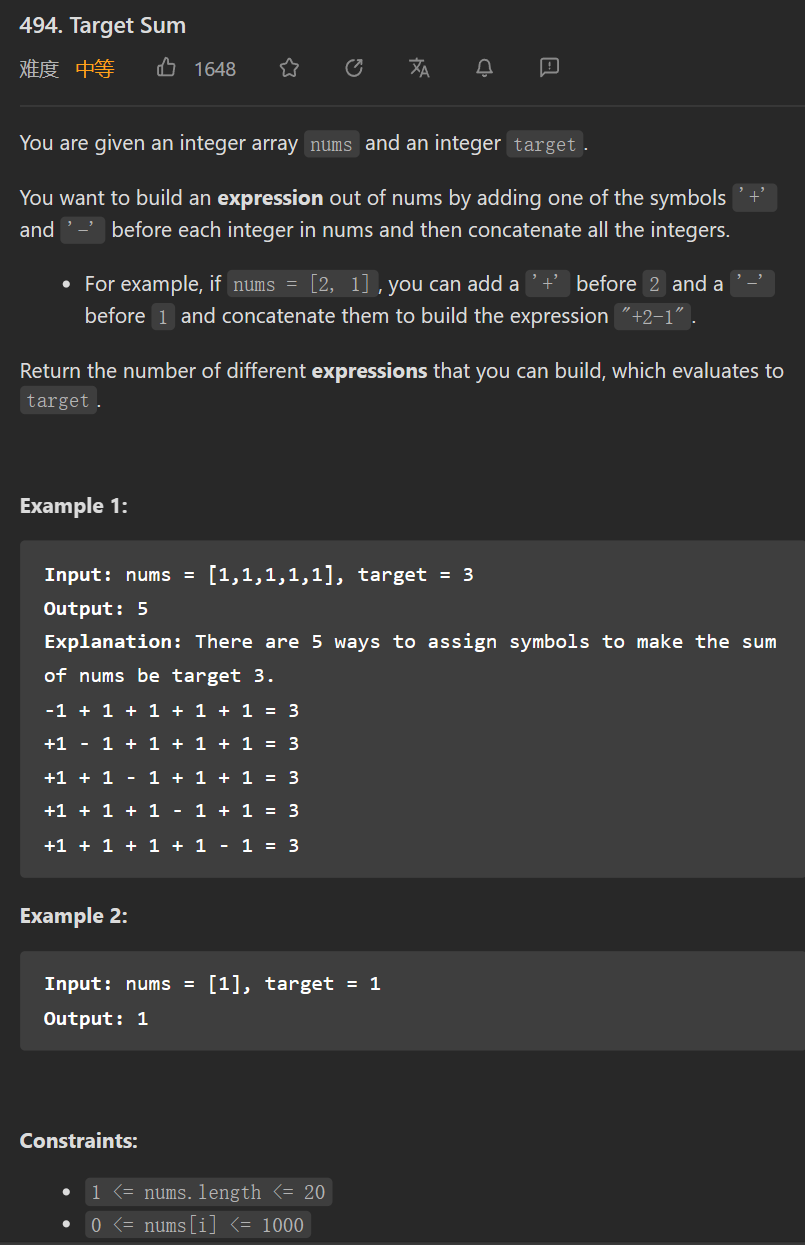 494. Target Sum
难度 中等 1648
You are given an integer array nums and an integer target.
You want to build an expression out of nums by adding one of the symbols '+'
and '-' before each integer in nums and then concatenate all the integers.
• For example, if nums = [2, 1], you can add a '+' before 2 and a '-'
before 1 and concatenate them to build the expression "+2-1".
Return the number of different expressions that you can build, which evaluates to
target.
Example 1:
Input: nums = [1,1,1,1,1], target = 3
Output: 5
Explanation: There are 5 ways to assign symbols to make the sum
of nums be target 3.
-1 + 1 + 1 + 1 + 1 = 3
+1 - 1 + 1 + 1 + 1 = 3
+1 + 1 - 1 + 1 + 1 = 3
+1 + 1 + 1 - 1 + 1 = 3
+1 + 1 + 1 + 1 - 1 = 3
Example 2:
Input: nums = [1], target = 1
Output: 1
Constraints:
• 1 <= nums.length <= 20
• 0 <= nums[i] <= 1000